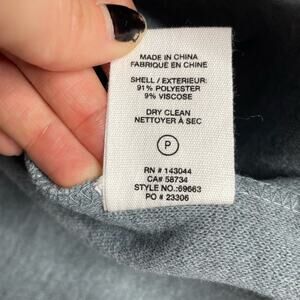 MADE IN CHINA
FABRIQUE EN CHINE
SHELL / EXTERIEUR:
91% POLYESTER
9% VISCOSE
DRY CLEAN
NETTOYER À SEC
P
RN # 143044
CA# 58734
STYLE NO.:69663
PO # 23306